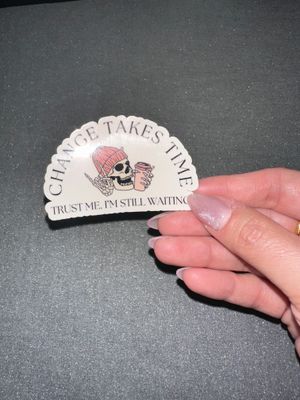 CHANGE TAKES TIME
TRUST ME, I'M STILL WAITING